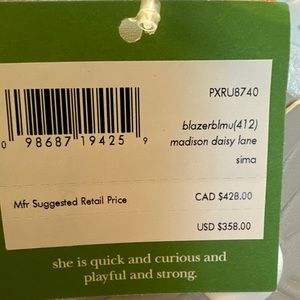 PXRU8740
blazerblmu(412)
madison daisy lane
sima
0 98687 19425 9
Mfr Suggested Retail Price
CAD $428.00
USD $358.00
she is quick and curious and
playful and strong.